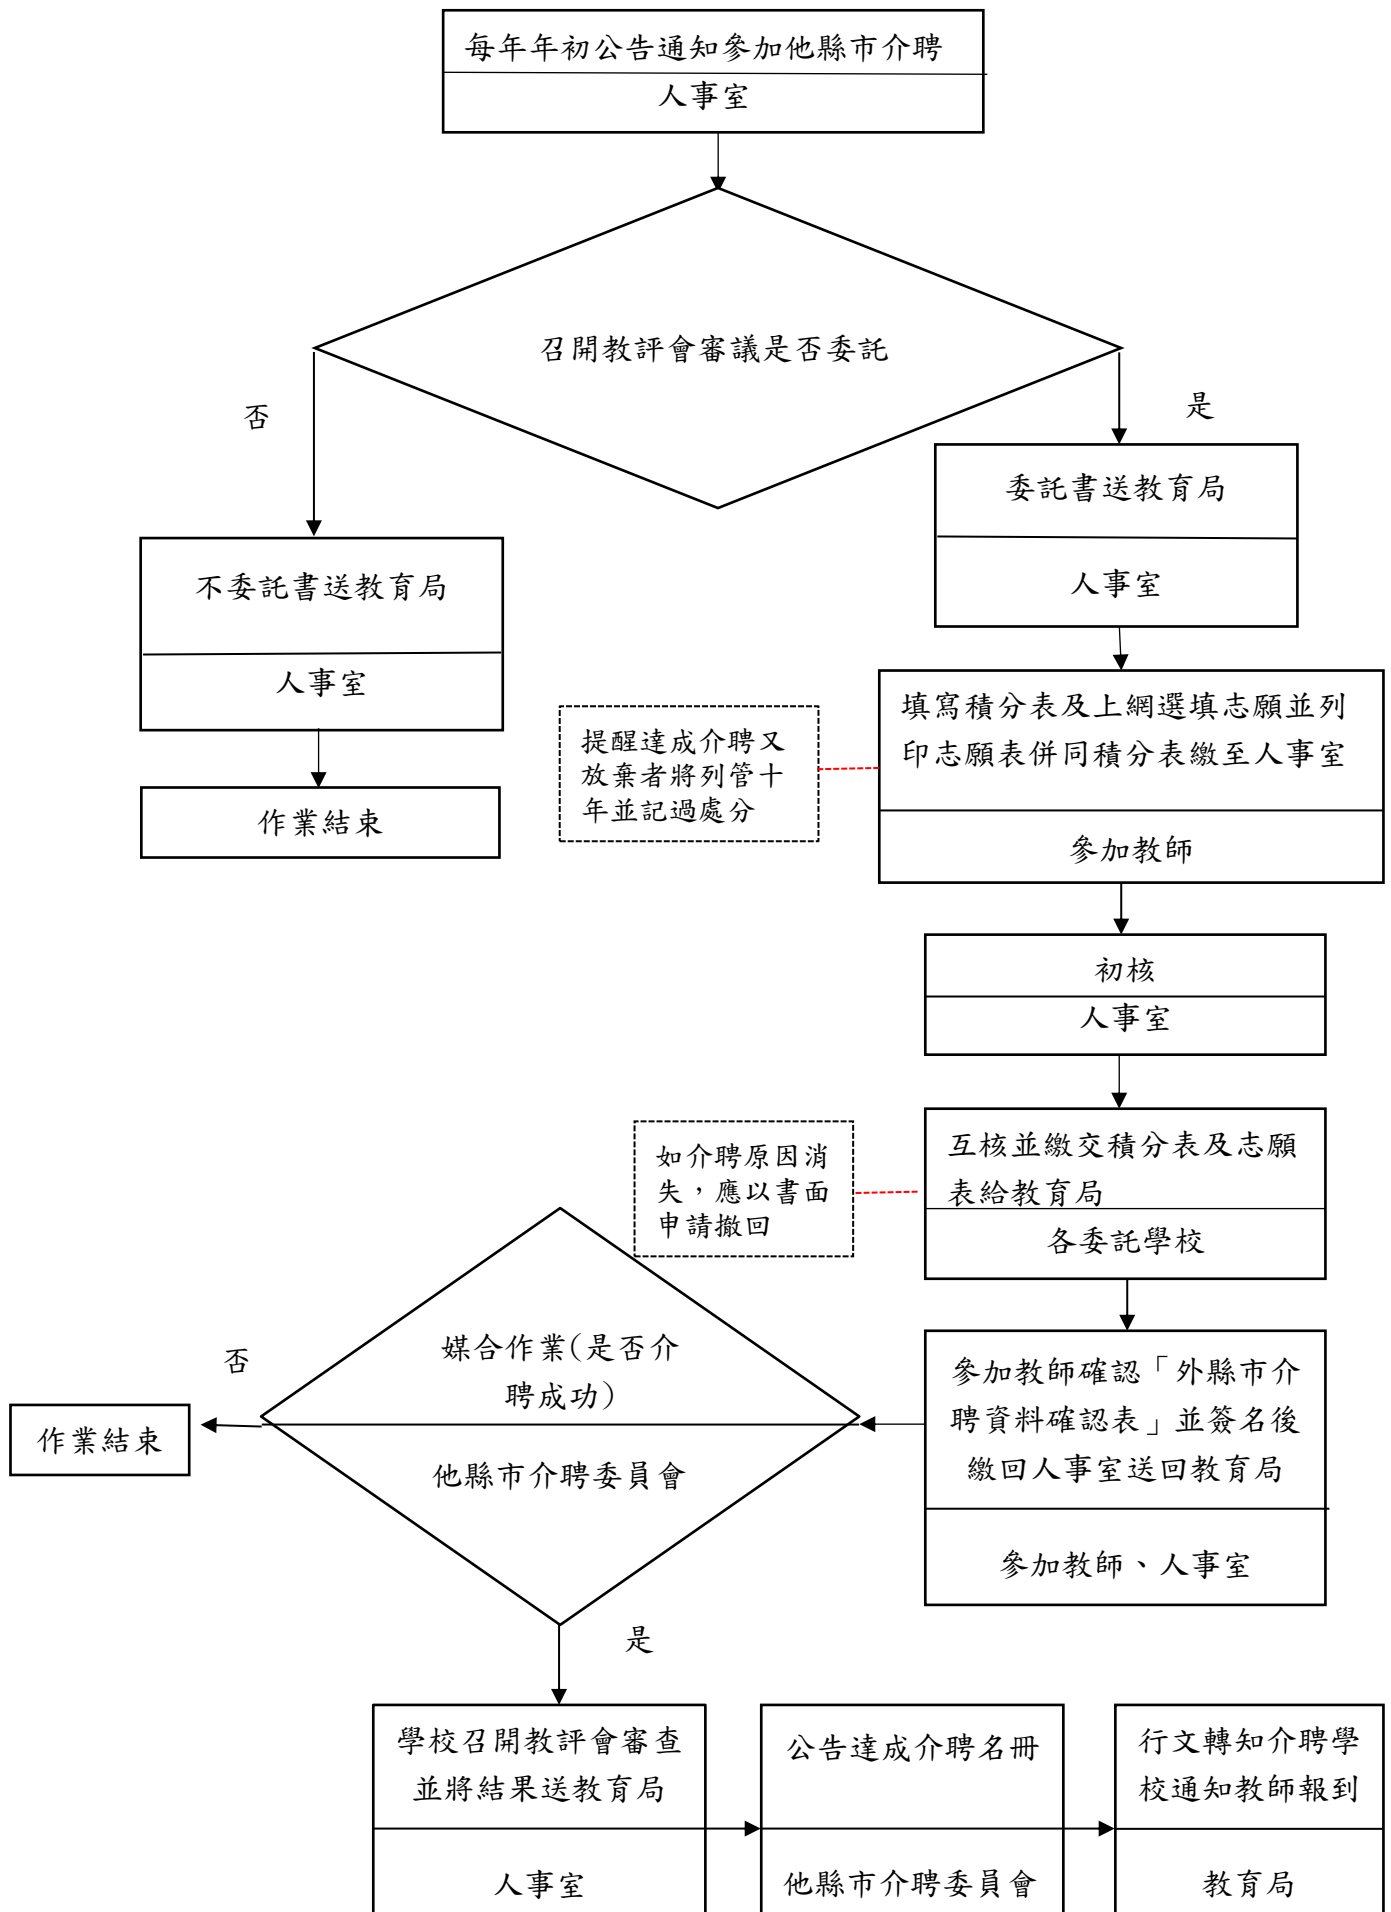 每年年初公告通知參加他縣市介聘
人事室
召開教評會審議是否委託
否
是
委託書送教育局
人事室
不委託書送教育局
人事室
作業結束
填寫積分表及上網選填志願並列
印志願表併同積分表繳至人事室
參加教師
提醒達成介聘又
放棄者將列管十
年並記過處分
初核
人事室
互核並繳交積分表及志願
表給教育局
各委託學校
如介聘原因消
失，應以書面
申請撤回
參加教師確認「外縣市介
聘資料確認表」並簽名後
繳回人事室送回教育局
參加教師、人事室
媒合作業(是否介
聘成功)
他縣市介聘委員會
否
作業結束
是
學校召開教評會審查
並將結果送教育局
人事室
公告達成介聘名冊
他縣市介聘委員會
行文轉知介聘學
校通知教師報到
教育局